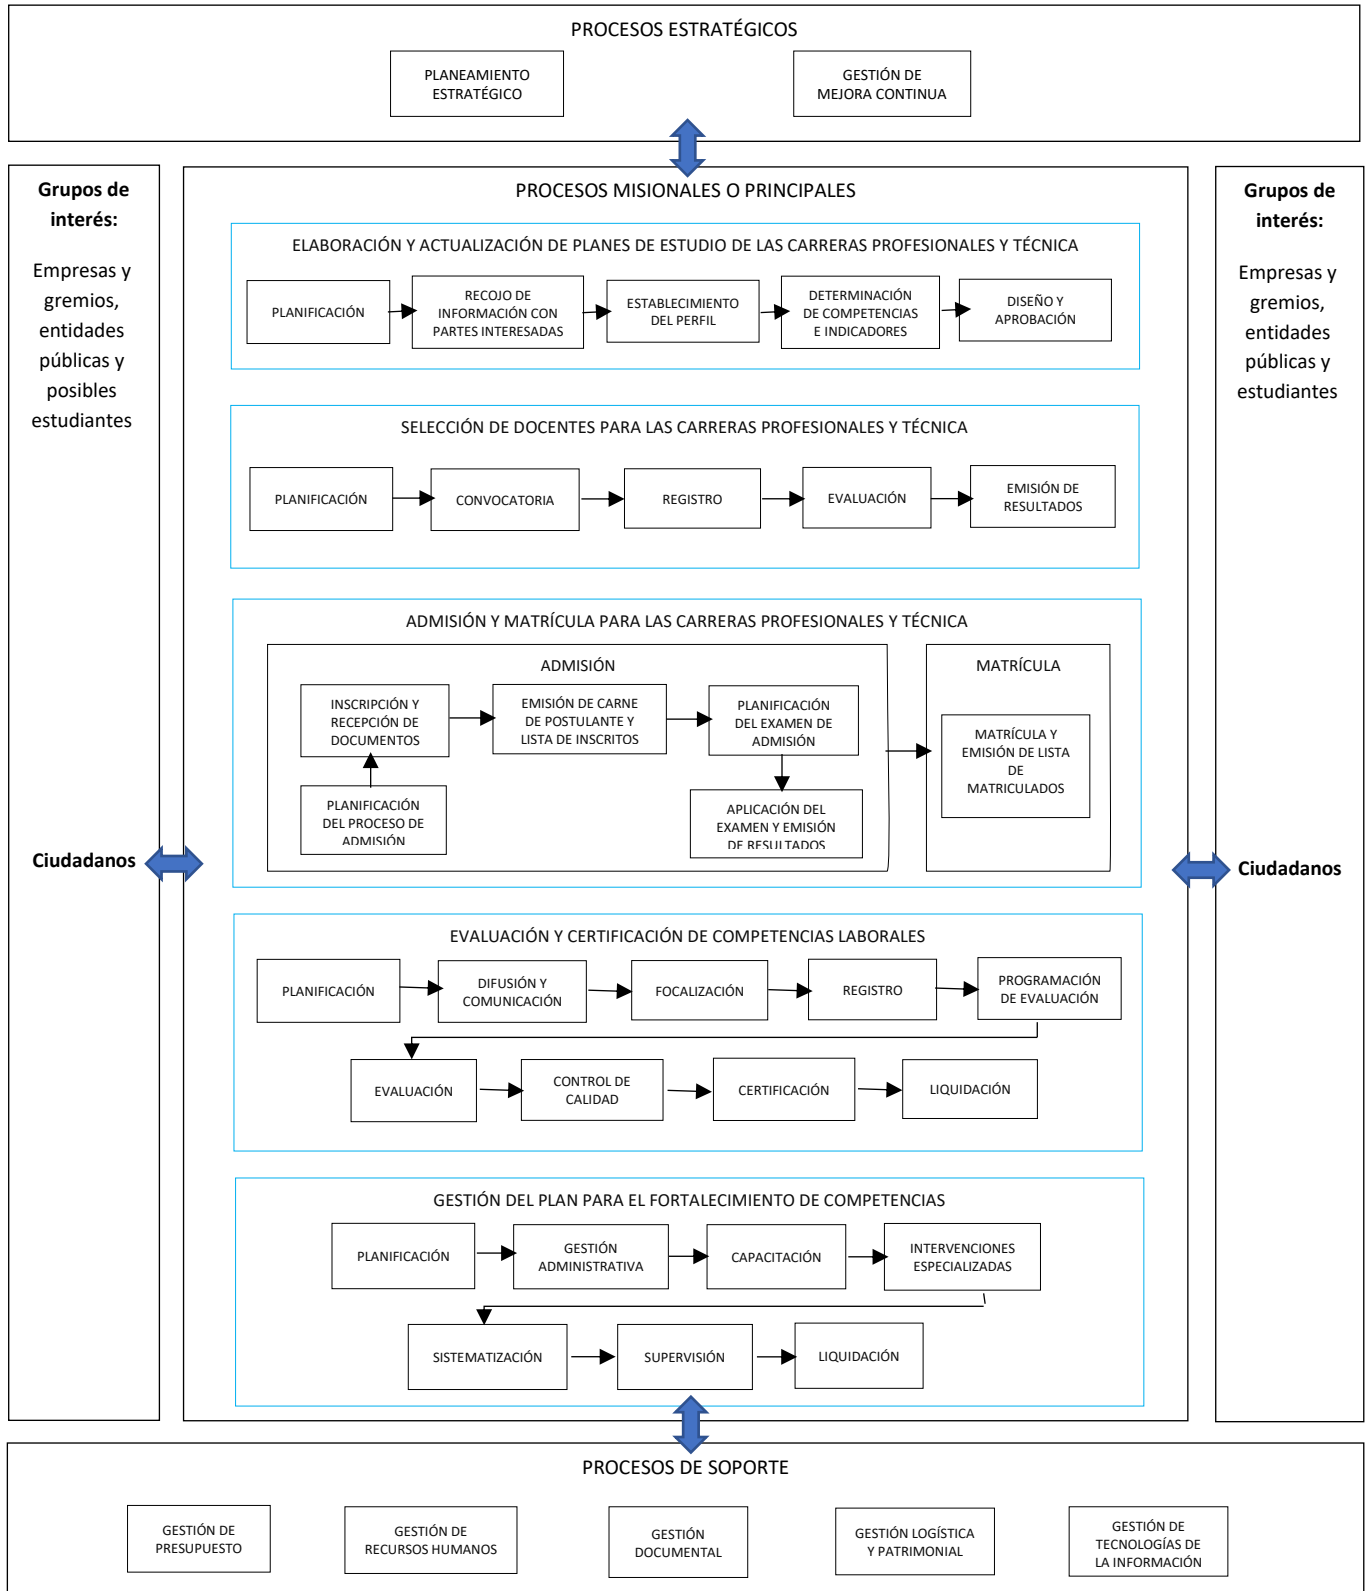 PROCESOS ESTRATÉGICOS
PLANEAMIENTO
ESTRATÉGICO
GESTIÓN DE
MEJORA CONTINUA
Grupos de
interés:
Empresas y
gremios,
entidades
públicas y
posibles
estudiantes
Ciudadanos
PROCESOS MISIONALES O PRINCIPALES
ELABORACIÓN Y ACTUALIZACIÓN DE PLANES DE ESTUDIO DE LAS CARRERAS PROFESIONALES Y TÉCNICA
PLANIFICACIÓN
RECOJO DE
INFORMACIÓN CON
PARTES INTERESADAS
ESTABLECIMIENTO
DEL PERFIL
DETERMINACIÓN
DE COMPETENCIAS
E INDICADORES
DISEÑO Y
APROBACIÓN
SELECCIÓN DE DOCENTES PARA LAS CARRERAS PROFESIONALES Y TÉCNICA
PLANIFICACIÓN
CONVOCATORIA
REGISTRO
EVALUACIÓN
EMISIÓN DE
RESULTADOS
ADMISIÓN Y MATRÍCULA PARA LAS CARRERAS PROFESIONALES Y TÉCNICA
ADMISIÓN
INSCRIPCIÓN Y
RECEPCIÓN DE
DOCUMENTOS
EMISIÓN DE CARNE
DE POSTULANTE Y
LISTA DE INSCRITOS
PLANIFICACIÓN
DEL EXAMEN DE
ADMISIÓN
PLANIFICACIÓN
DEL PROCESO DE
ADMISIÓN
APLICACIÓN DEL
EXAMEN Y EMISIÓN
DE RESULTADOS
MATRÍCULA
MATRÍCULA Y
EMISIÓN DE LISTA
DE
MATRICULADOS
EVALUACIÓN Y CERTIFICACIÓN DE COMPETENCIAS LABORALES
PLANIFICACIÓN
DIFUSIÓN Y
COMUNICACIÓN
FOCALIZACIÓN
REGISTRO
PROGRAMACIÓN
DE EVALUACIÓN
EVALUACIÓN
CONTROL DE
CALIDAD
CERTIFICACIÓN
LIQUIDACIÓN
GESTIÓN DEL PLAN PARA EL FORTALECIMIENTO DE COMPETENCIAS
PLANIFICACIÓN
GESTIÓN
ADMINISTRATIVA
CAPACITACIÓN
INTERVENCIONES
ESPECIALIZADAS
SISTEMATIZACIÓN
SUPERVISIÓN
LIQUIDACIÓN
Grupos de
interés:
Empresas y
gremios,
entidades
públicas y
estudiantes
Ciudadanos
PROCESOS DE SOPORTE
GESTIÓN DE
PRESUPUESTO
GESTIÓN DE
RECURSOS HUMANOS
GESTIÓN
DOCUMENTAL
GESTIÓN LOGÍSTICA
Y PATRIMONIAL
GESTIÓN DE
TECNOLOGÍAS DE
LA INFORMACIÓN